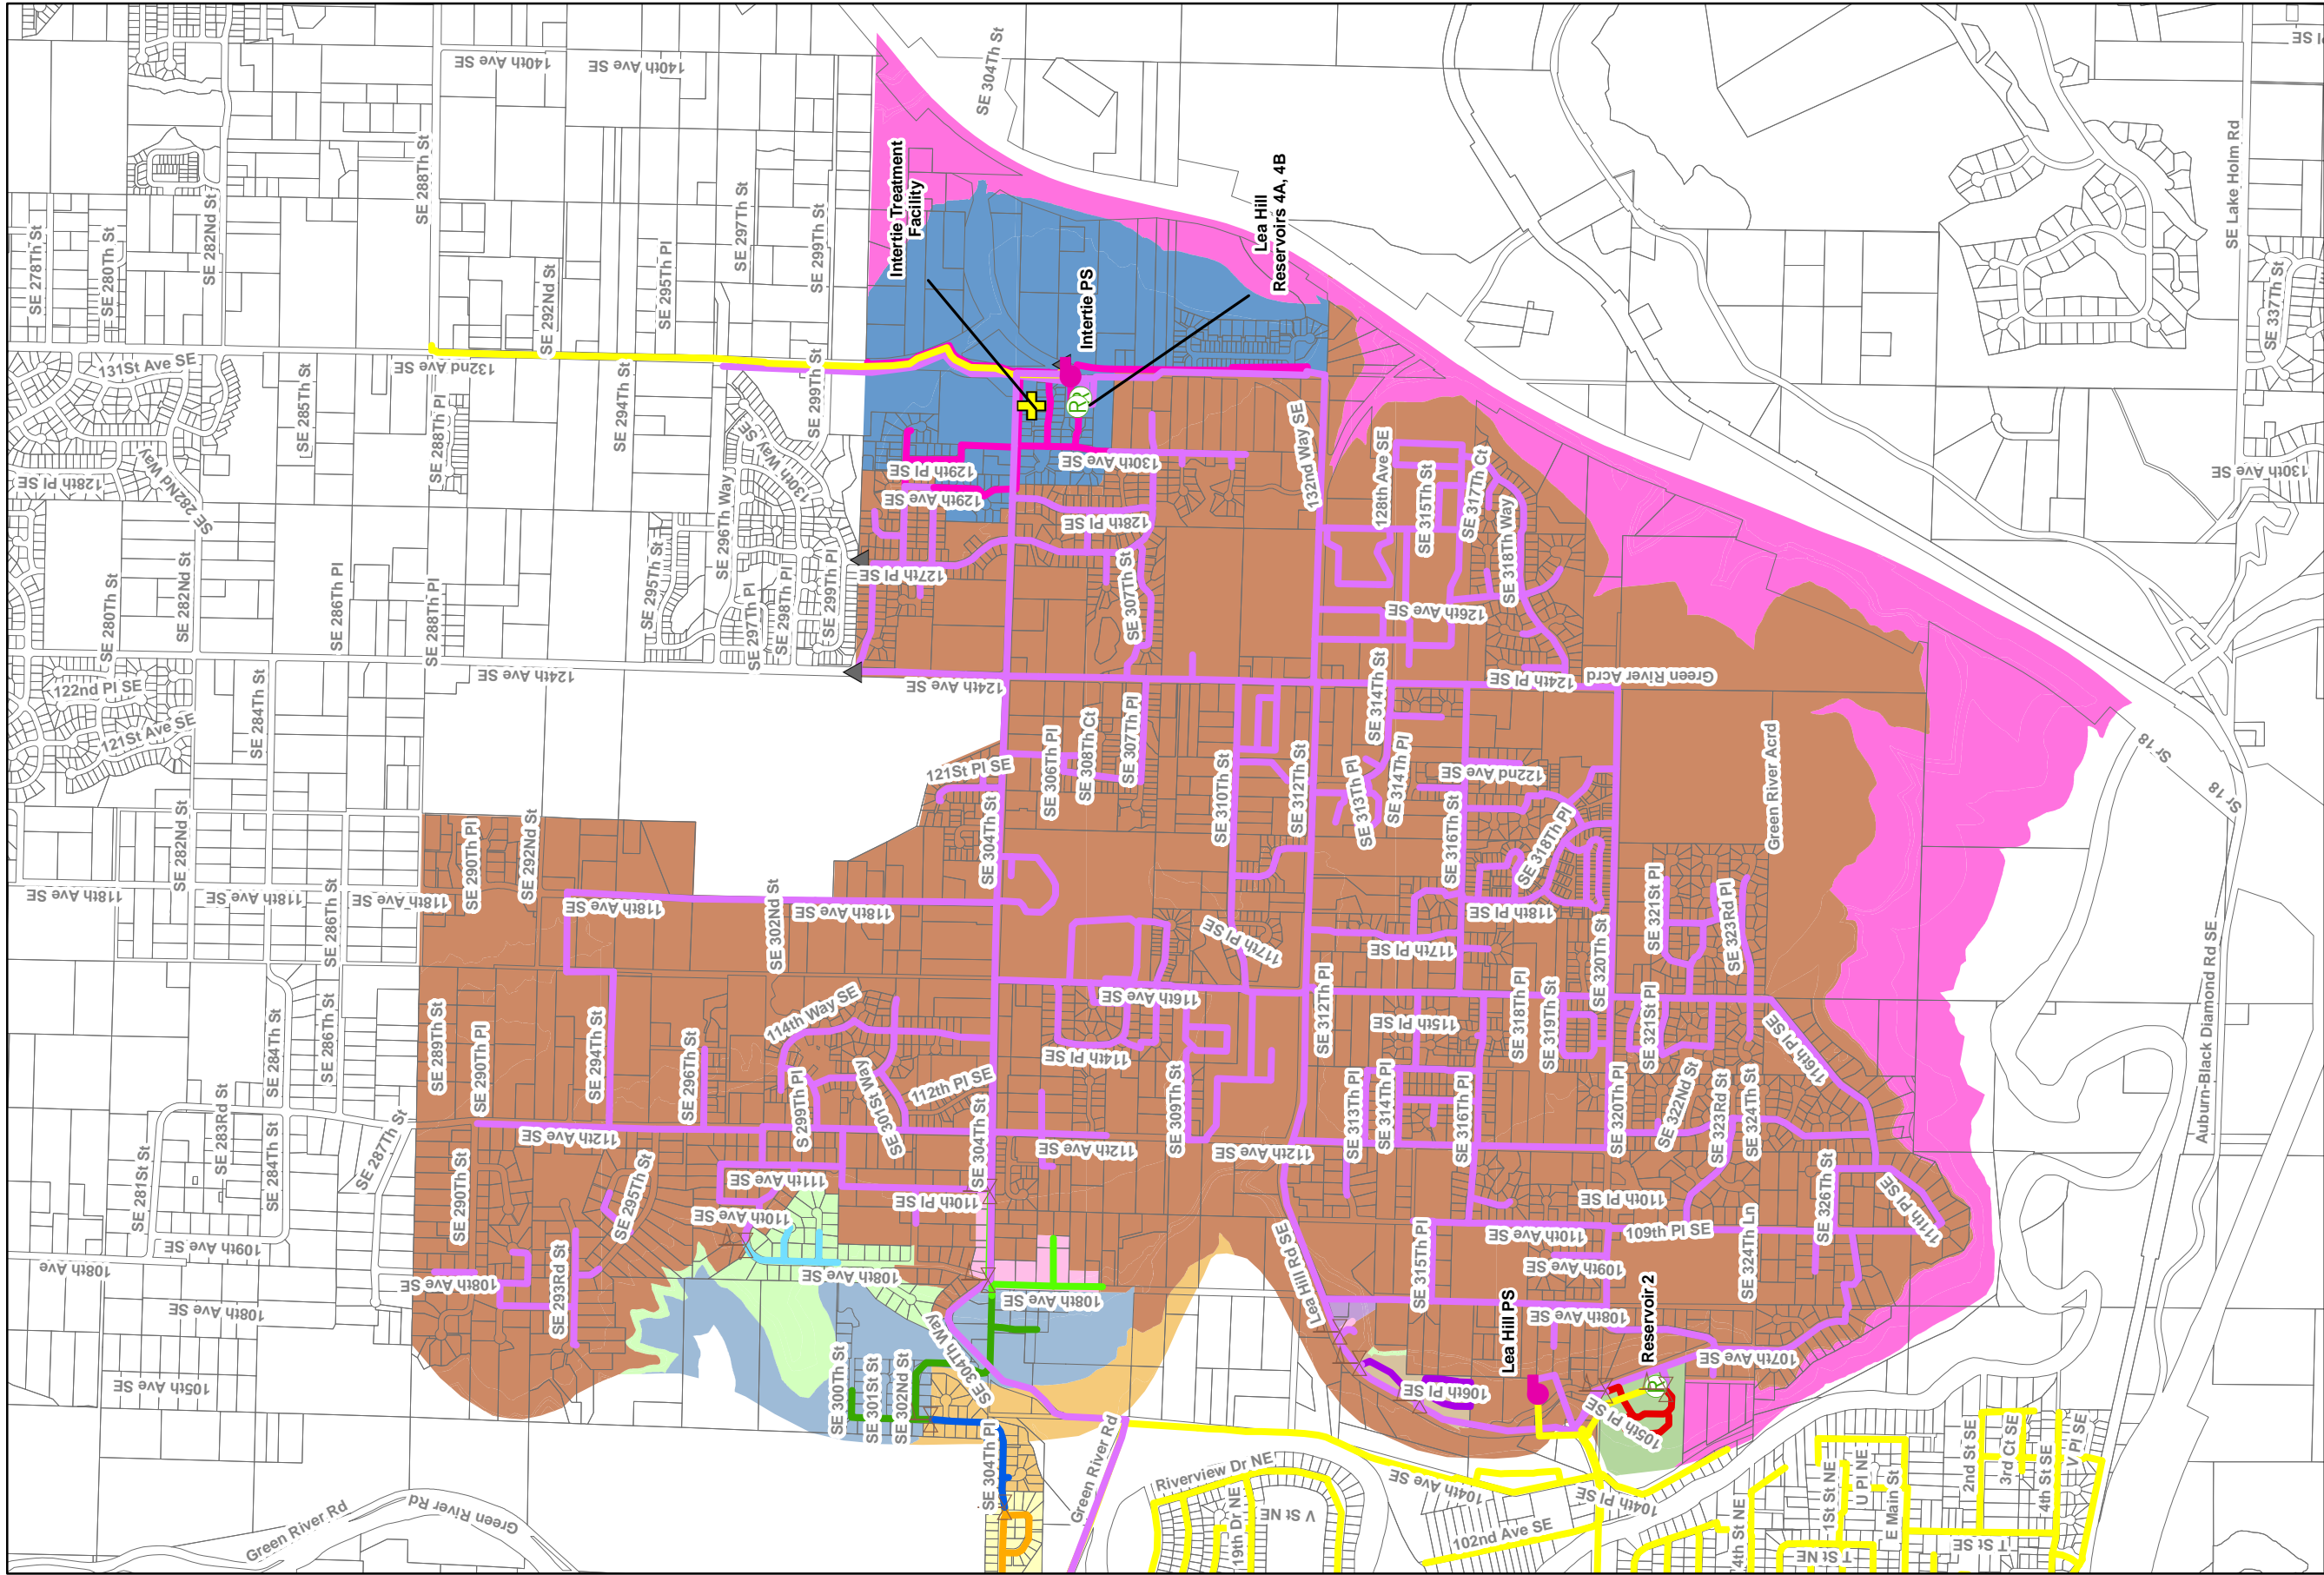 SE 278Th St
SE 280Th St
SE 282Nd St
SE 288Th St
140th Ave SE
140th Ave SE
SE 304Th St
SE 292Nd St
SE 295Th Pl
SE 297Th St
SE 299Th St
Intertie Treatment
Facility
Lea Hill
Reservoirs 4A, 4B
Intertie PS
SE Lake Holm Rd
SE 337Th St
130th Ave SE
131St Ave SE
132nd Ave SE
128th Pl SE
SE 282Nd Way
SE 285Th St
SE 288Th Pl
SE 294Th St
SE 299Th St
130th Way SE
SE 296Th Way
129th Pl SE
129th Ave SE
130th Ave SE
128th Pl SE
127th Pl SE
132nd Way SE
128th Ave SE
SE 315Th St
SE 317Th Ct
SE 318Th Way
126th Ave SE
SE 307Th St
SE 280Th St
SE 282Nd St
SE 286Th Pl
SE 288Th Pl
SE 295Th St
SE 297Th Pl
SE 298Th Pl
SE 299Th Pl
122nd Pl SE
121St Ave SE
SE 284Th St
124th Ave SE
124th Ave SE
SE 314Th St
124th Pl SE
Green River Acrd
Green River Acrd
Sr 18
Sr 18
121St Pl SE
SE 306Th Pl
SE 308Th Ct
SE 307Th Pl
SE 310Th St
SE 312Th St
SE 313Th Pl
SE 314Th Pl
122nd Ave SE
SE 316Th St
SE 318Th Pl
SE 304Th St
SE 282Nd St
SE 290Th Pl
SE 292Nd St
118th Ave SE
118th Ave SE
118th Ave SE
118th Ave SE
118th Ave SE
SE 286Th St
SE 302Nd St
117th Pl SE
117th Pl SE
118th Pl SE
SE 320Th St
SE 321St Pl
SE 323Rd Pl
SE 284Th St
SE 286Th St
SE 289Th St
SE 290Th Pl
SE 294Th St
SE 296Th St
114th Way SE
116th Ave SE
114th Pl SE
SE 312Th Pl
115th Pl SE
SE 318Th Pl
SE 319Th St
SE 321St Pl
116th Pl SE
Auburn-Black Diamond Rd SE
SE 281St St
SE 283Rd St
SE 284Th St
SE 287Th St
112th Ave SE
S 299Th Pl
SE 301St Way
112th Pl SE
SE 304Th St
112th Ave SE
SE 309Th St
112th Ave SE
SE 313Th Pl
SE 314Th Pl
SE 316Th Pl
SE 320Th Pl
SE 322Nd St
SE 323Rd St
SE 324Th St
SE 290Th St
SE 295Th St
111th Ave SE
110th Ave SE
110th Pl SE
110th Pl SE
109th Pl SE
SE 326Th St
111th Pl SE
109th Ave SE
108th Ave
108th Ave SE
108th Ave SE
SE 293Rd St
108th Ave SE
108th Ave SE
Lea Hill Rd SE
SE 315Th Pl
110th Ave SE
109th Ave SE
108th Ave SE
SE 324Th Ln
105th Ave SE
SE 300Th St
SE 301St St
SE 302Nd St
SE 304Th Way
106th Pl SE
Lea Hill PS
Reservoir 2
R
R
107th Ave SE
105th Pl SE
SE 304Th Pl
Green River Rd
Green River Rd
Green River Rd
Riverview Dr NE
V St NE
19th Dr NE
104th Ave SE
104th Pl SE
102nd Ave SE
4th St NE
1St St NE
U Pl NE
E Main St
T St NE
2nd St SE
3rd Ct SE
4th St SE
V Pl SE
T St SE